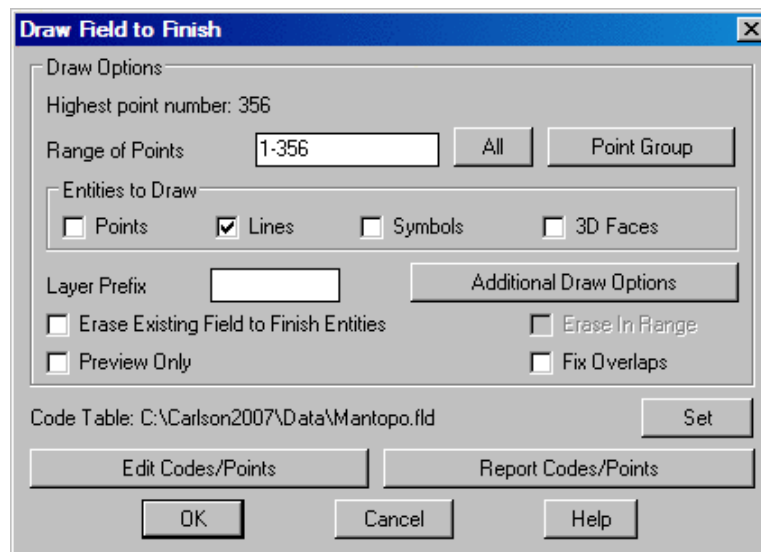 Draw Field to Finish
Draw Options
Highest point number: 356
Range of Points 1-356 All Point Group
Entities to Draw
Points Lines Symbols 3D Faces
Layer Prefix Additional Draw Options
Erase Existing Field to Finish Entities Erase In Range
Preview Only Fix Overlaps
Code Table: C:\Carlson2007\Data\Mantopo.fld Set
Edit Codes/Points Report Codes/Points
OK Cancel Help